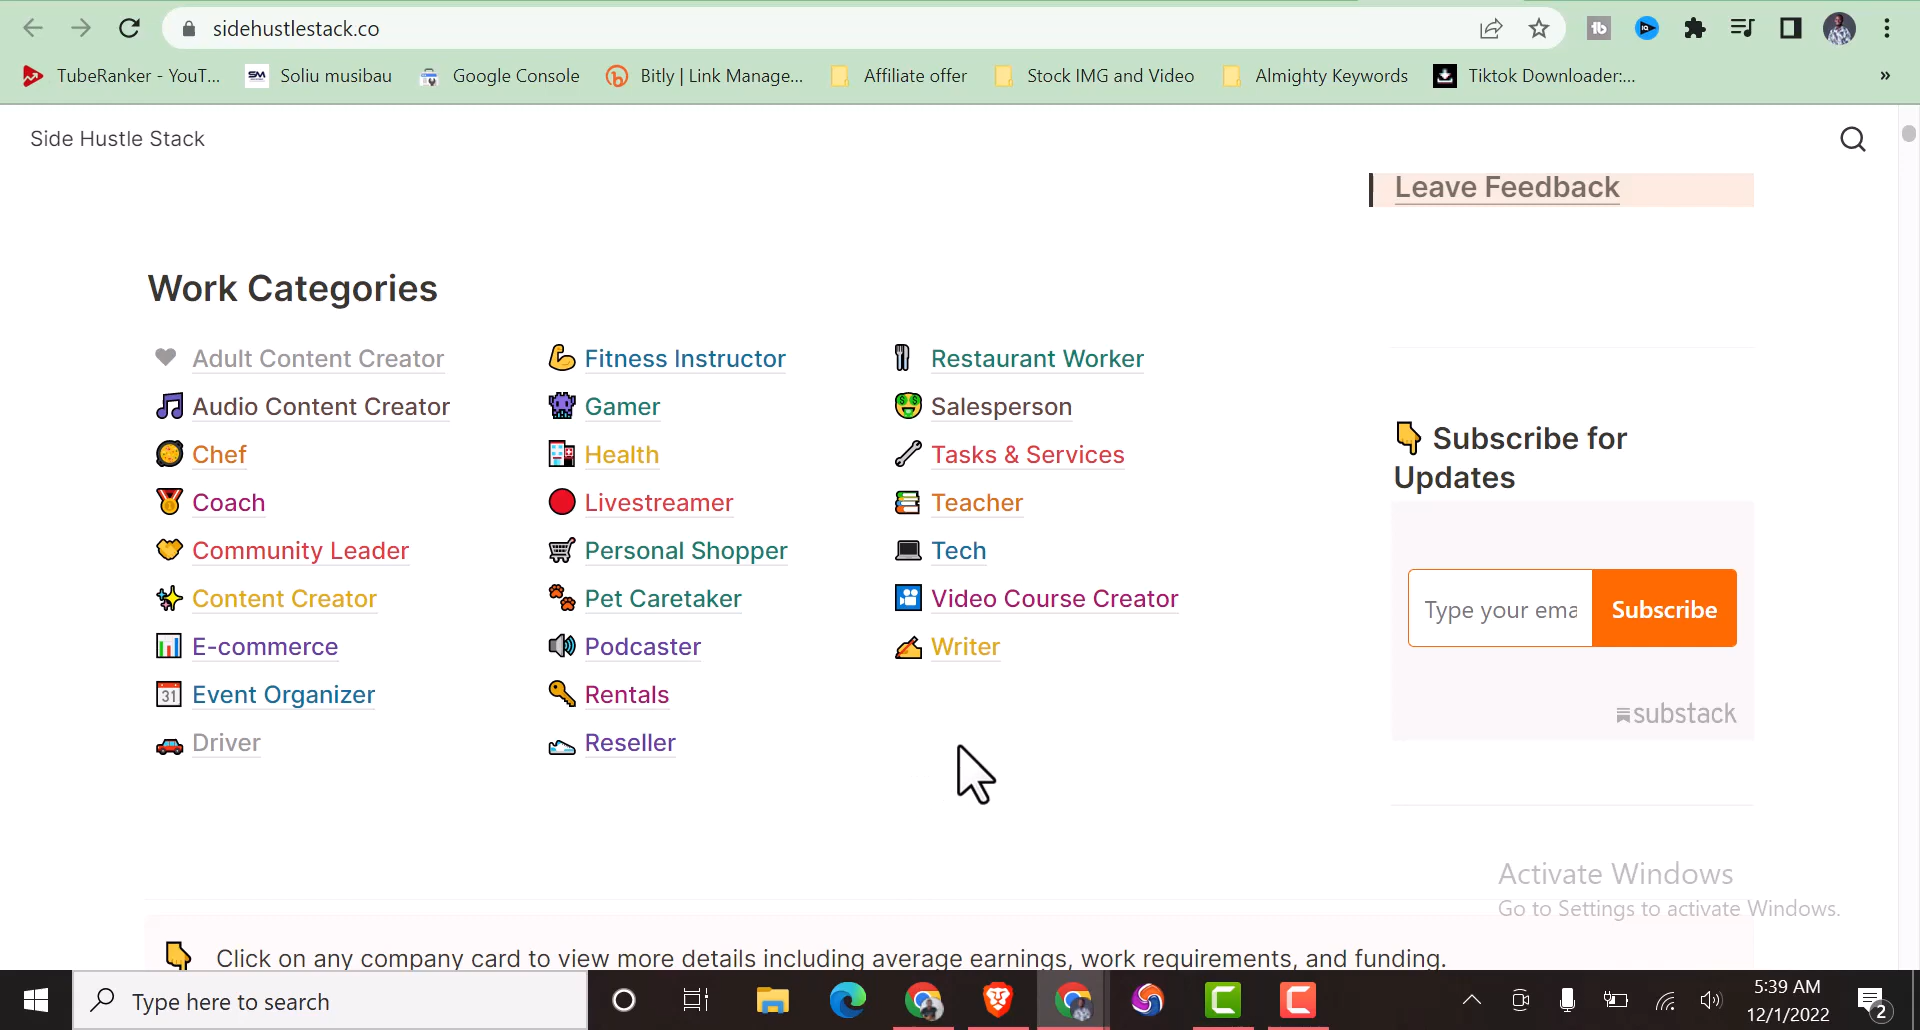 sidehustlestack.co
TubeRanker - YouT...
Soliu musibau
Google Console
Bitly | Link Manage...
Affiliate offer
Stock IMG and Video
Almighty Keywords
Tiktok Downloader:...
»
Side Hustle Stack
Leave Feedback
Work Categories
Adult Content Creator
Audio Content Creator
Chef
Coach
Community Leader
Content Creator
E-commerce
Event Organizer
Driver
Fitness Instructor
Gamer
Health
Livestreamer
Personal Shopper
Pet Caretaker
Podcaster
Rentals
Reseller
Restaurant Worker
Salesperson
Tasks & Services
Teacher
Tech
Video Course Creator
Writer
Subscribe for
Updates
Type your ema
Subscribe
substack
Activate Windows
Go to Settings to activate Windows.
Click on any company card to view more details including average earnings, work requirements, and funding.
Type here to search
5:39 AM
12/1/2022
2